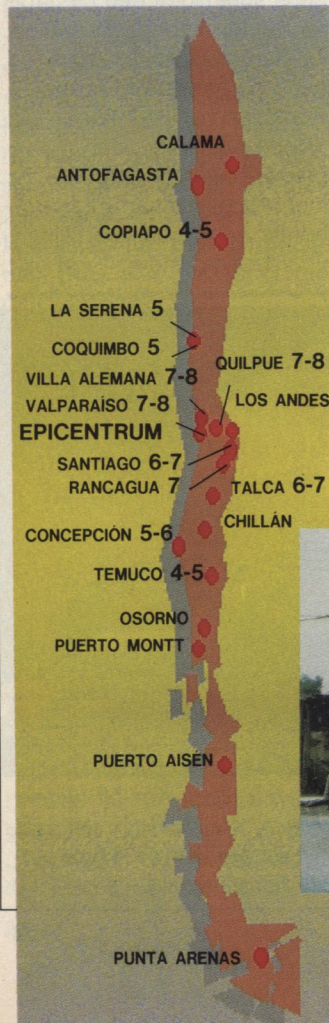 CALAMA
ANTOFAGASTA
COPIAPO 4-5
LA SERENA 5
COQUIMBO 5
QUILPUE 7-8
VILLA ALEMANA 7-8
LOS ANDES
VALPARAÍSO 7-8
EPICENTRUM
SANTIAGO 6-7
RANCAGUA 7
TALCA 6-7
CHILLÁN
CONCEPCIÓN 5-6
TEMUCO 4-5
OSORNO
PUERTO MONTT
PUERTO AISÉN
PUNTA ARENAS